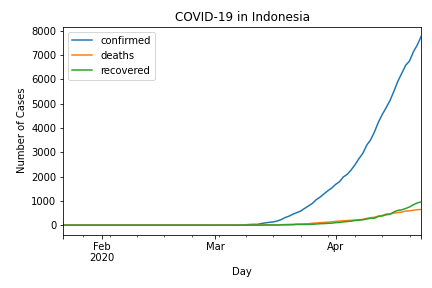 COVID-19 in Indonesia
confirmed
deaths
recovered
Number of Cases
8000
7000
6000
5000
4000
3000
2000
1000
0
Feb
2020
Mar
Apr
Day